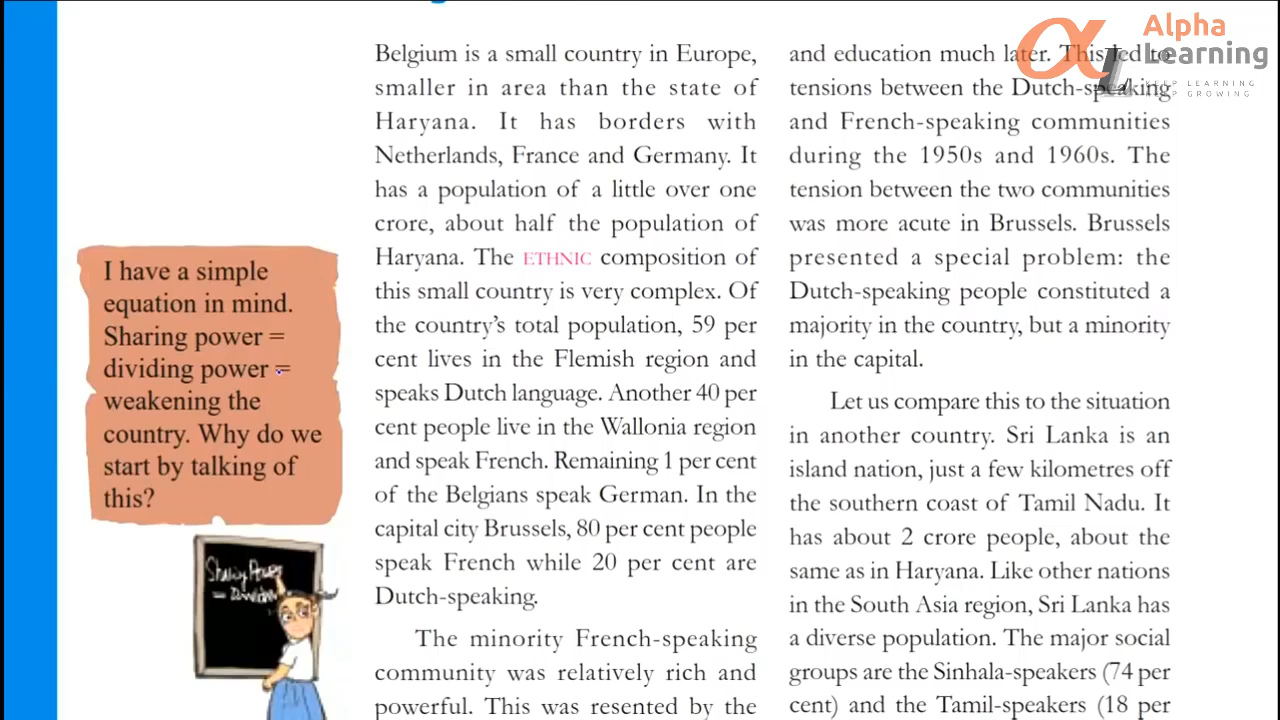 Belgium is a small country in Europe,
smaller in area than the state of
Haryana. It has borders with
Netherlands, France and Germany. It
has a population of a little over one
crore, about half the population of
Haryana. The ETHNIC composition of
this small country is very complex. Of
the country's total population, 59 per
cent lives in the Flemish region and
speaks Dutch language. Another 40 per
cent people live in the Wallonia region
and speak French. Remaining 1 per cent
of the Belgians speak German. In the
capital city Brussels, 80 per cent people
speak French while 20 per cent are
Dutch-speaking.
The minority French-speaking
community was relatively rich and
powerful. This was resented by the
and education much later. This led to
tensions between the Dutch-speaking
and French-speaking communities
during the 1950s and 1960s. The
tension between the two communities
was more acute in Brussels. Brussels
presented a special problem: the
Dutch-speaking people constituted a
majority in the country, but a minority
in the capital.
Let us compare this to the situation
in another country. Sri Lanka is an
island nation, just a few kilometres off
the southern coast of Tamil Nadu. It
has about 2 crore people, about the
same as in Haryana. Like other nations
in the South Asia region, Sri Lanka has
a diverse population. The major social
groups are the Sinhala-speakers (74 per
cent) and the Tamil-speakers (18 per
I have a simple
equation in mind.
Sharing power =
dividing power =
weakening the
country. Why do we
start by talking of
this?
Sharing Power
Alpha
Learning
KEEP LEARNING
KEEP GROWING